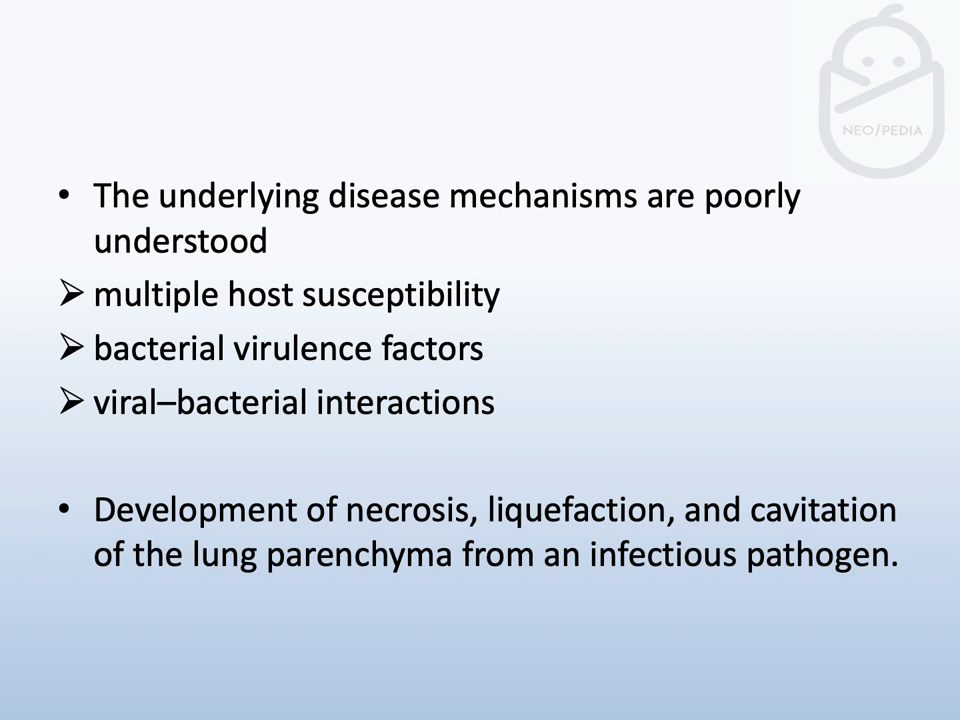 NEO/PEDIA
• The underlying disease mechanisms are poorly
understood
➢ multiple host susceptibility
➢ bacterial virulence factors
➢ viral–bacterial interactions
• Development of necrosis, liquefaction, and cavitation
of the lung parenchyma from an infectious pathogen.